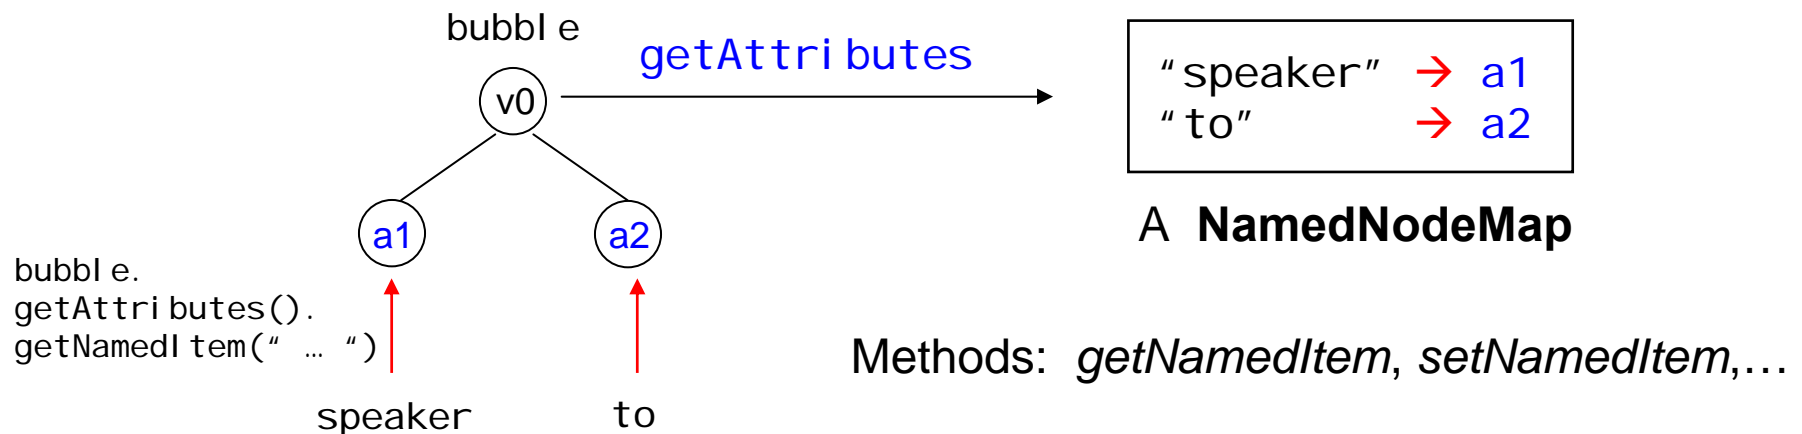 bubble
getAttributes
v0
"speaker" → a1
"to" → a2
A NamedNodeMap
a1
a2
bubble.
getAttributes().
getNamedItem(" … ")
Methods: getNamedItem, setNamedItem,…
speaker
to